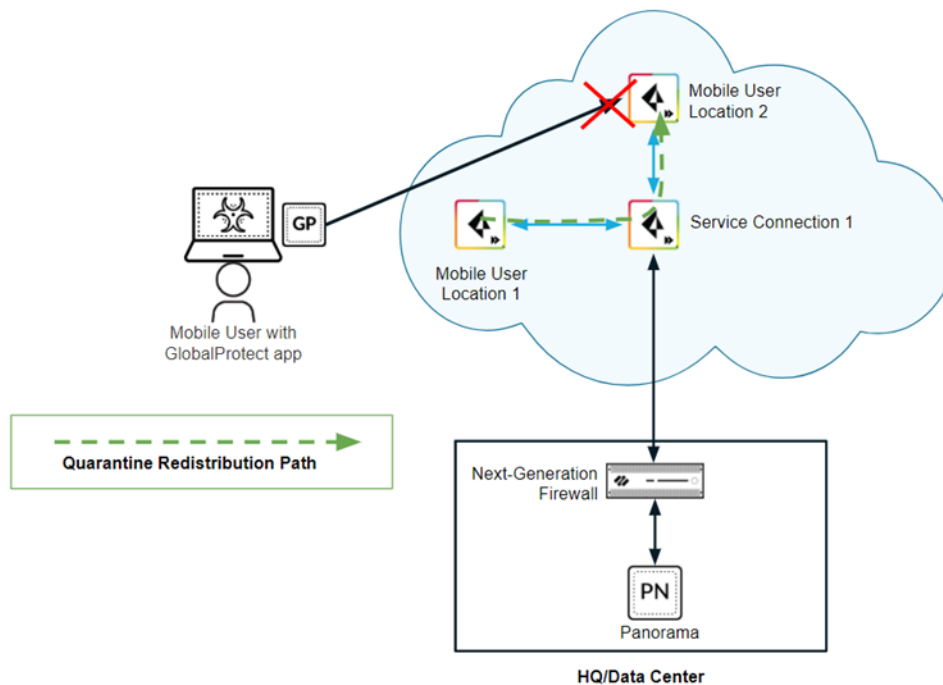 Mobile User
Location 2
GP
Service Connection 1
Mobile User
Location 1
Mobile User with
GlobalProtect app
Quarantine Redistribution Path
Next-Generation
Firewall
PN
Panorama
HQ/Data Center